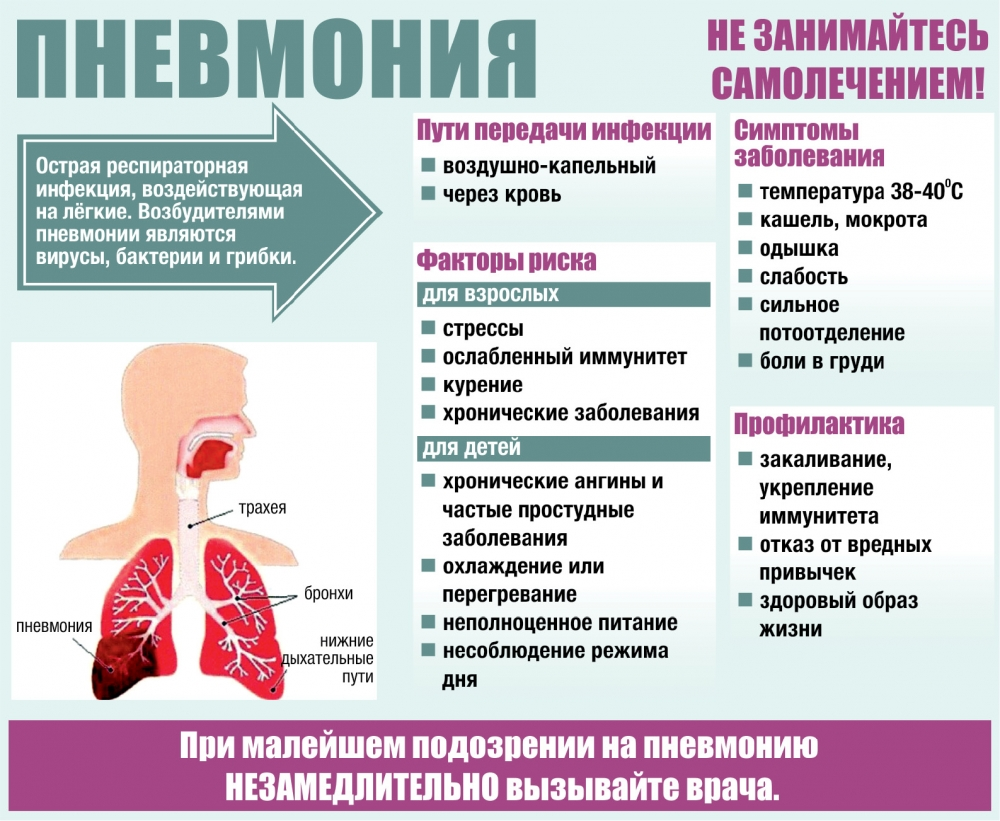 ПНЕВМОНИЯ
НЕ ЗАНИМАЙТЕСЬ
САМОЛЕЧЕНИЕМ!
Острая респираторная
инфекция, воздействующая
на лёгкие. Возбудителями
пневмонии являются
вирусы, бактерии и грибки.
трахея
бронхи
пневмония
нижние
дыхательные
пути
Пути передачи инфекции
воздушно-капельный
через кровь
Факторы риска
для взрослых
стрессы
ослабленный иммунитет
курение
хронические заболевания
для детей
хронические ангины и
частые простудные
заболевания
охлаждение или
перегревание
неполноценное питание
несоблюдение режима
дня
Симптомы
заболевания
температура 38-40⁰С
кашель, мокрота
одышка
слабость
сильное
потоотделение
боли в груди
Профилактика
закаливание,
укрепление
иммунитета
отказ от вредных
привычек
здоровый образ
жизни
При малейшем подозрении на пневмонию
НЕЗАМЕДЛИТЕЛЬНО вызывайте врача.